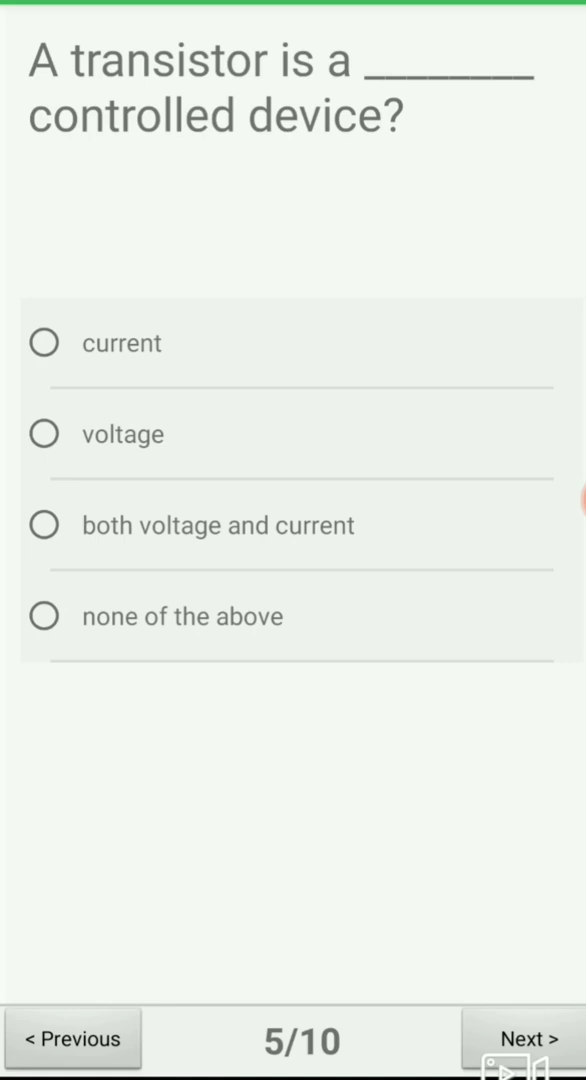 A transistor is a ________
controlled device?
current
voltage
both voltage and current
none of the above
< Previous
5/10
Next >